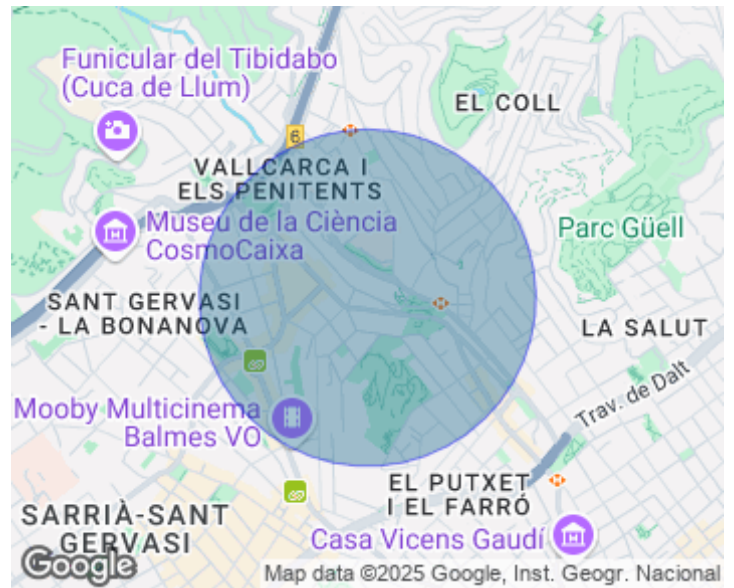 Funicular del Tibidabo
(Cuca de Llum)
EL COLL
6
VALLCARCA I
ELS PENITENTS
Museu de la Ciència
CosmoCaixa
Parc Güell
SANT GERVASI
- LA BONANOVA
LA SALUT
Trav. de Dalt
Mooby Multicinema
Balmes VO
EL PUTXET
I EL FARRÓ
SARRIÀ-SANT
GERVASI
Casa Vicens Gaudí
Google
Map data ©2025 Google, Inst. Geogr. Nacional